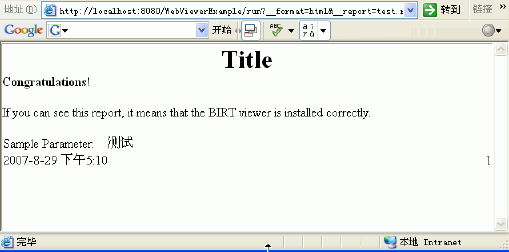 地址(D) http://localhost:8080/WebViewerExample/run?__format=html&__report=test.r 转到 链接 »
Google G 开始
Title
Congratulations!
If you can see this report, it means that the BIRT viewer is installed correctly.
Sample Parameter: 测试
2007-8-29 下午5:10 1
完毕 本地 Intranet